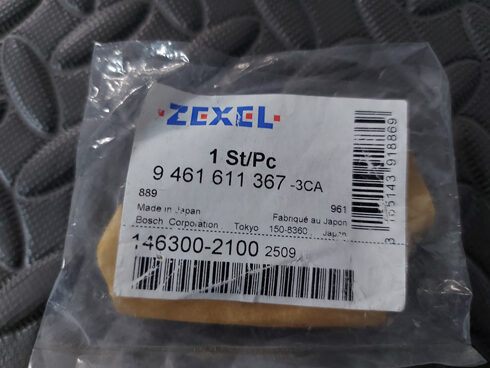 ZEXEL
1 St/Pc
9 461 611 367 -3CA
889 961
Made in Japan Fabriqué au Japon
Bosch Corporation Tokyo 150-8360 Japan
146300-2100 2509